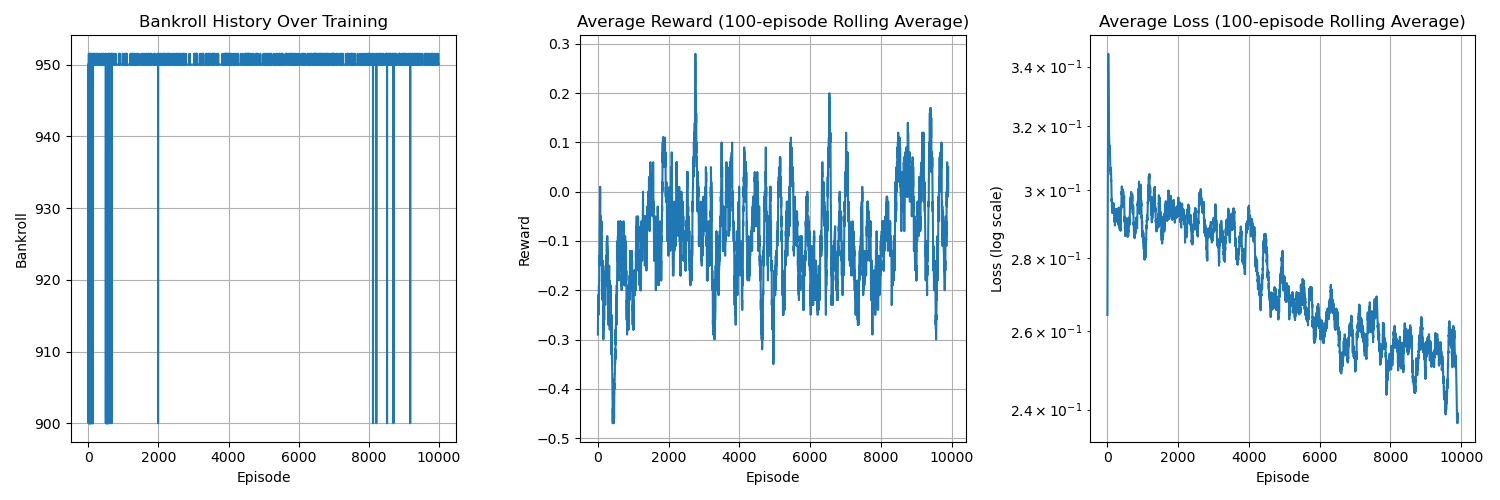 Bankroll History Over Training
950
940
930
920
910
900
Bankroll
0
2000
4000
6000
8000
10000
Episode
Average Reward (100-episode Rolling Average)
0.3
0.2
0.1
0.0
−0.1
−0.2
−0.3
−0.4
−0.5
Reward
0
2000
4000
6000
8000
10000
Episode
Average Loss (100-episode Rolling Average)
3.4 × 10⁻¹
3.2 × 10⁻¹
3 × 10⁻¹
2.8 × 10⁻¹
2.6 × 10⁻¹
2.4 × 10⁻¹
Loss (log scale)
0
2000
4000
6000
8000
10000
Episode